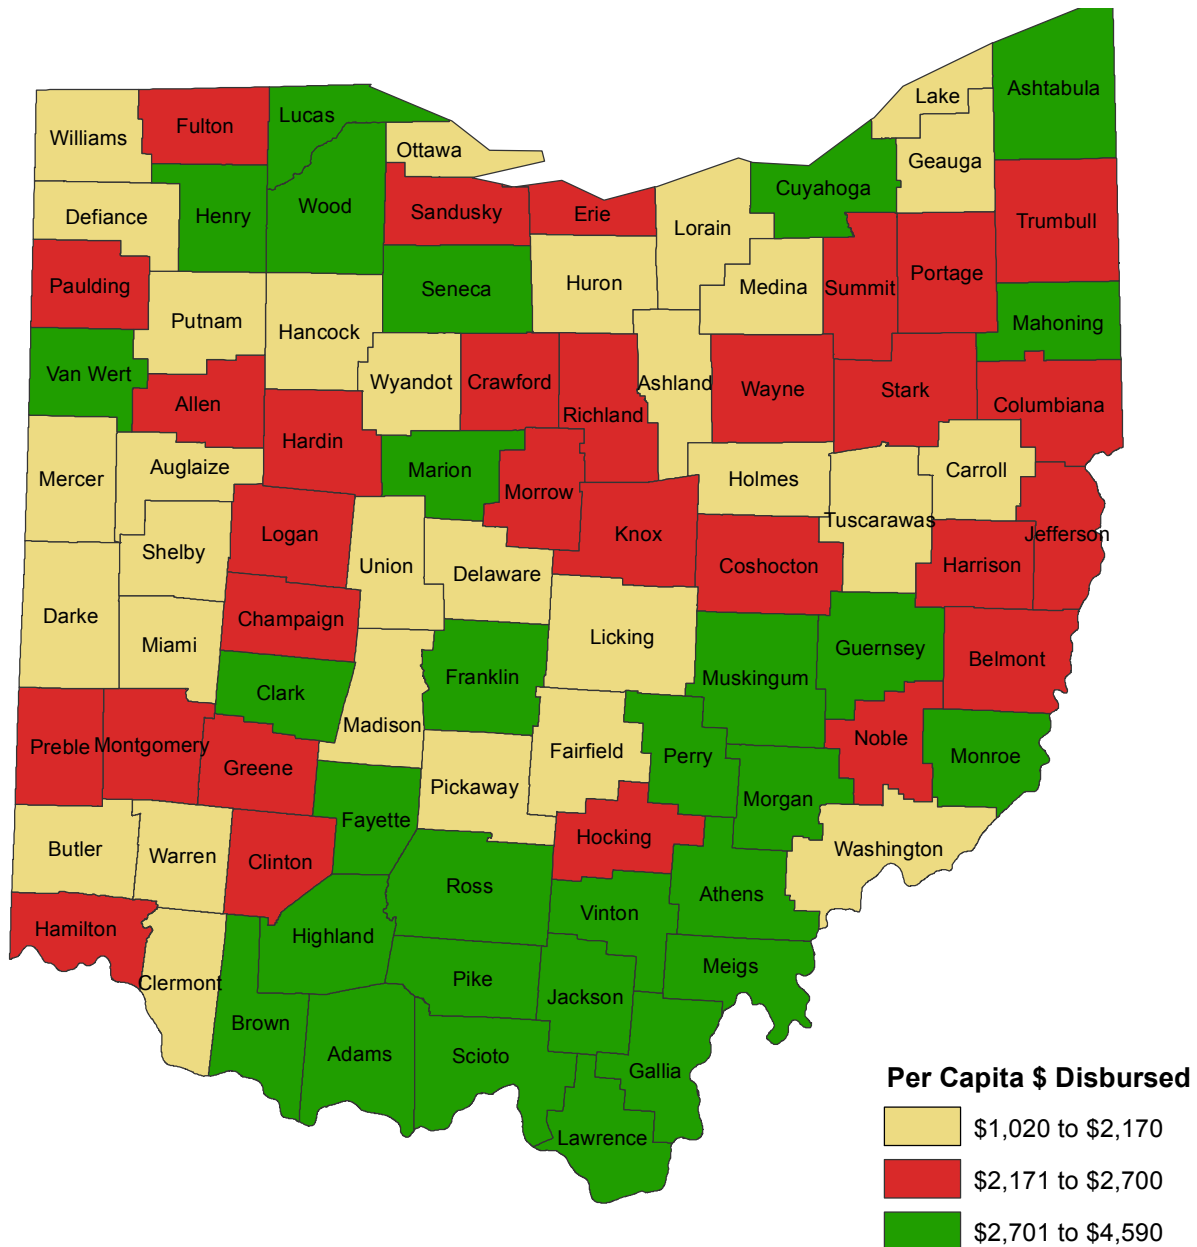 Ashtabula
Lake
Lucas
Fulton
Williams
Ottawa
Geauga
Cuyahoga
Wood
Sandusky
Erie
Henry
Defiance
Trumbull
Lorain
Portage
Huron
Paulding
Medina
Summit
Seneca
Putnam
Mahoning
Hancock
Van Wert
Wyandot
Crawford
Ashland
Wayne
Stark
Allen
Columbiana
Richland
Hardin
Auglaize
Marion
Carroll
Mercer
Holmes
Morrow
Tuscarawas
Logan
Knox
Jefferson
Shelby
Union
Coshocton
Harrison
Delaware
Darke
Champaign
Licking
Miami
Guernsey
Belmont
Franklin
Muskingum
Clark
Madison
Noble
Preble
Montgomery
Fairfield
Perry
Monroe
Greene
Pickaway
Morgan
Fayette
Hocking
Butler
Warren
Washington
Clinton
Ross
Athens
Vinton
Hamilton
Highland
Meigs
Pike
Clermont
Jackson
Brown
Adams
Scioto
Gallia
Lawrence
Per Capita $ Disbursed
$1,020 to $2,170
$2,171 to $2,700
$2,701 to $4,590